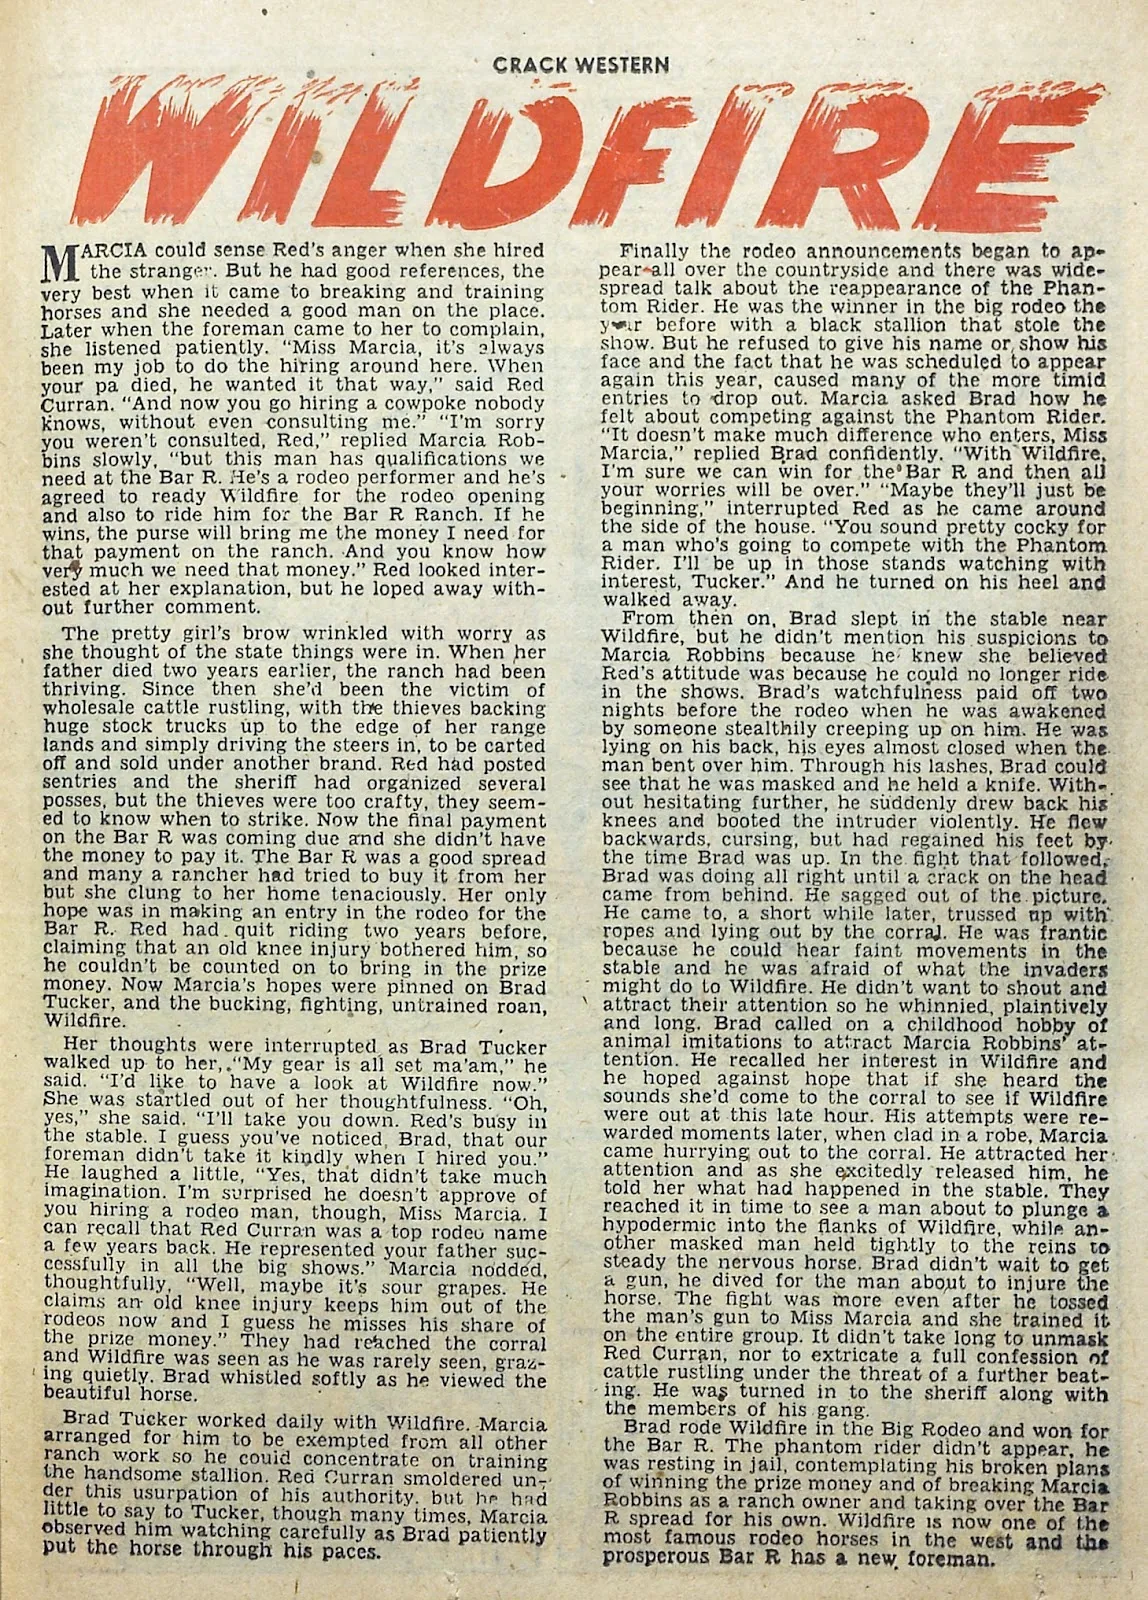 CRACK WESTERN
WILDFIRE
MARCIA could sense Red's anger when she hired
the stranger. But he had good references, the
very best when it came to breaking and training
horses and she needed a good man on the place.
Later when the foreman came to her to complain,
she listened patiently. "Miss Marcia, it's always
been my job to do the hiring around here. When
your pa died, he wanted it that way," said Red
Curran. "And now you go hiring a cowpoke nobody
knows, without even consulting me." "I'm sorry
you weren't consulted, Red," replied Marcia Rob-
bins slowly, "but this man has qualifications we
need at the Bar R. He's a rodeo performer and he's
agreed to ready Wildfire for the rodeo opening
and also to ride him for the Bar R Ranch. If he
wins, the purse will bring me the money I need for
that payment on the ranch. And you know how
very much we need that money." Red looked inter-
ested at her explanation, but he loped away with-
out further comment.
The pretty girl's brow wrinkled with worry as
she thought of the state things were in. When her
father died two years earlier, the ranch had been
thriving. Since then she'd been the victim of
wholesale cattle rustling, with the thieves backing
huge stock trucks up to the edge of her range
lands and simply driving the steers in, to be carted
off and sold under another brand. Red had posted
sentries and the sheriff had organized several
posses, but the thieves were too crafty, they seem-
ed to know when to strike. Now the final payment
on the Bar R was coming due and she didn't have
the money to pay it. The Bar R was a good spread
and many a rancher had tried to buy it from her
but she clung to her home tenaciously. Her only
hope was in making an entry in the rodeo for the
Bar R. Red had quit riding two years before,
claiming that an old knee injury bothered him, so
he couldn't be counted on to bring in the prize
money. Now Marcia's hopes were pinned on Brad
Tucker, and the bucking, fighting, untrained roan,
Wildfire.
Her thoughts were interrupted as Brad Tucker
walked up to her, "My gear is all set ma'am," he
said. "I'd like to have a look at Wildfire now."
She was startled out of her thoughtfulness. "Oh,
yes," she said. "I'll take you down. Red's busy in
the stable. I guess you've noticed, Brad, that our
foreman didn't take it kindly when I hired you."
He laughed a little, "Yes, that didn't take much
imagination. I'm surprised he doesn't approve of
you hiring a rodeo man, though, Miss Marcia. I
can recall that Red Curran was a top rodeo name
a few years back. He represented your father suc-
cessfully in all the big shows." Marcia nodded,
thoughtfully, "Well, maybe it's sour grapes. He
claims an old knee injury keeps him out of the
rodeos now and I guess he misses his share of
the prize money." They had reached the corral
and Wildfire was seen as he was rarely seen, graz-
ing quietly. Brad whistled softly as he viewed the
beautiful horse.
Brad Tucker worked daily with Wildfire. Marcia
arranged for him to be exempted from all other
ranch work so he could concentrate on training
the handsome stallion. Red Curran smoldered un-
der this usurpation of his authority, but he had
little to say to Tucker, though many times, Marcia
observed him watching carefully as Brad patiently
put the horse through his paces.
Finally the rodeo announcements began to ap-
pear all over the countryside and there was wide-
spread talk about the reappearance of the Phan-
tom Rider. He was the winner in the big rodeo the
year before with a black stallion that stole the
show. But he refused to give his name or show his
face and the fact that he was scheduled to appear
again this year, caused many of the more timid
entries to drop out. Marcia asked Brad how he
felt about competing against the Phantom Rider.
"It doesn't make much difference who enters, Miss
Marcia," replied Brad confidently. "With Wildfire,
I'm sure we can win for the Bar R and then all
your worries will be over." "Maybe they'll just be
beginning," interrupted Red as he came around
the side of the house. "You sound pretty cocky for
a man who's going to compete with the Phantom
Rider. I'll be up in those stands watching with
interest, Tucker." And he turned on his heel and
walked away.
From then on, Brad slept in the stable near
Wildfire, but he didn't mention his suspicions to
Marcia Robbins because he knew she believed
Red's attitude was because he could no longer ride
in the shows. Brad's watchfulness paid off two
nights before the rodeo when he was awakened
by someone stealthily creeping up on him. He was
lying on his back, his eyes almost closed when the
man bent over him. Through his lashes, Brad could
see that he was masked and he held a knife. With-
out hesitating further, he suddenly drew back his
knees and booted the intruder violently. He flew
backwards, cursing, but had regained his feet by
the time Brad was up. In the fight that followed,
Brad was doing all right until a crack on the head
came from behind. He sagged out of the picture.
He came to, a short while later, trussed up with
ropes and lying out by the corral. He was frantic
because he could hear faint movements in the
stable and he was afraid of what the invaders
might do to Wildfire. He didn't want to shout and
attract their attention so he whinnied, plaintively
and long. Brad called on a childhood hobby of
animal imitations to attract Marcia Robbins' at-
tention. He recalled her interest in Wildfire and
he hoped against hope that if she heard the
sounds she'd come to the corral to see if Wildfire
were out at this late hour. His attempts were re-
warded moments later, when clad in a robe, Marcia
came hurrying out to the corral. He attracted her
attention and as she excitedly released him, he
told her what had happened in the stable. They
reached it in time to see a man about to plunge a
hypodermic into the flanks of Wildfire, while an-
other masked man held tightly to the reins to
steady the nervous horse. Brad didn't wait to get
a gun, he dived for the man about to injure the
horse. The fight was more even after he tossed
the man's gun to Miss Marcia and she trained it
on the entire group. It didn't take long to unmask
Red Curran, nor to extricate a full confession of
cattle rustling under the threat of a further beat-
ing. He was turned in to the sheriff along with
the members of his gang.
Brad rode Wildfire in the Big Rodeo and won for
the Bar R. The phantom rider didn't appear, he
was resting in jail, contemplating his broken plans
of winning the prize money and of breaking Marcia
Robbins as a ranch owner and taking over the Bar
R spread for his own. Wildfire is now one of the
most famous rodeo horses in the west and the
prosperous Bar R has a new foreman.